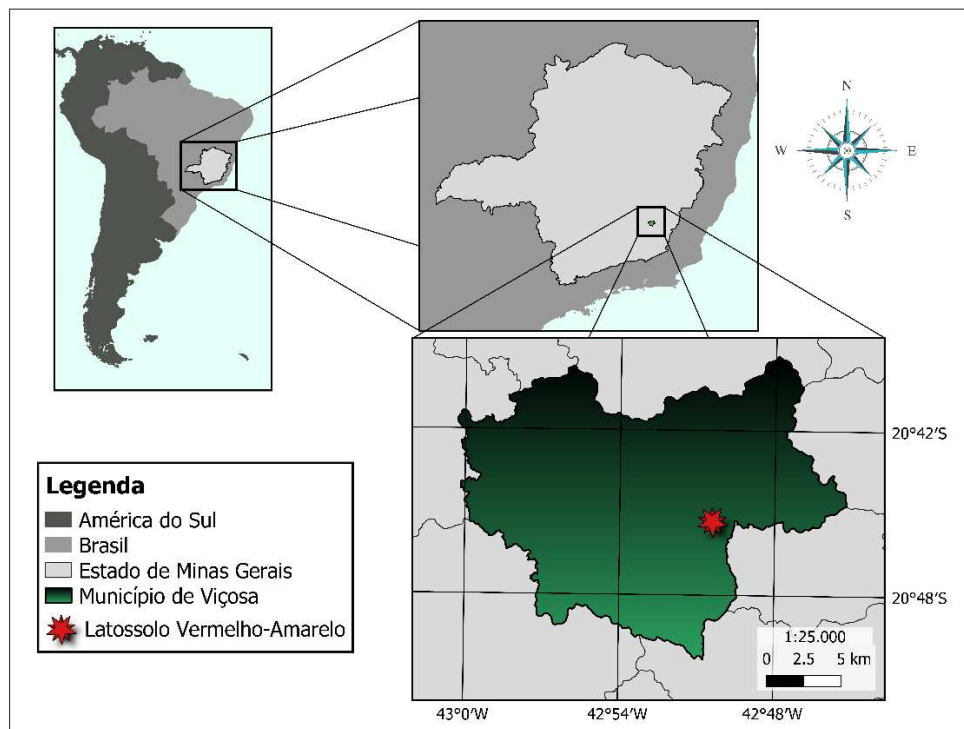 N
W
E
S
20°42'S
20°48'S
Legenda
América do Sul
Brasil
Estado de Minas Gerais
Município de Viçosa
Latossolo Vermelho-Amarelo
1:25.000
0 2.5 5 km
43°0'W 42°54'W 42°48'W